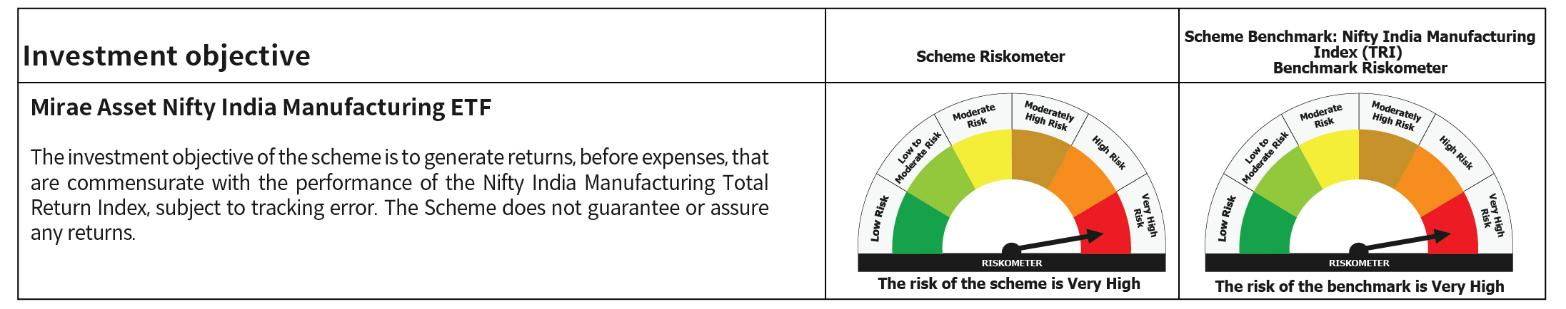 Investment objective
Scheme Riskometer
Scheme Benchmark: Nifty India Manufacturing
Index (TRI)
Benchmark Riskometer
Mirae Asset Nifty India Manufacturing ETF
The investment objective of the scheme is to generate returns, before expenses, that
are commensurate with the performance of the Nifty India Manufacturing Total
Return Index, subject to tracking error. The Scheme does not guarantee or assure
any returns.
Low Risk
Low to
Moderate Risk
Moderate
Risk
Moderately
High Risk
High Risk
Very High
Risk
RISKOMETER
The risk of the scheme is Very High
Low Risk
Low to
Moderate Risk
Moderate
Risk
Moderately
High Risk
High Risk
Very High
Risk
RISKOMETER
The risk of the benchmark is Very High